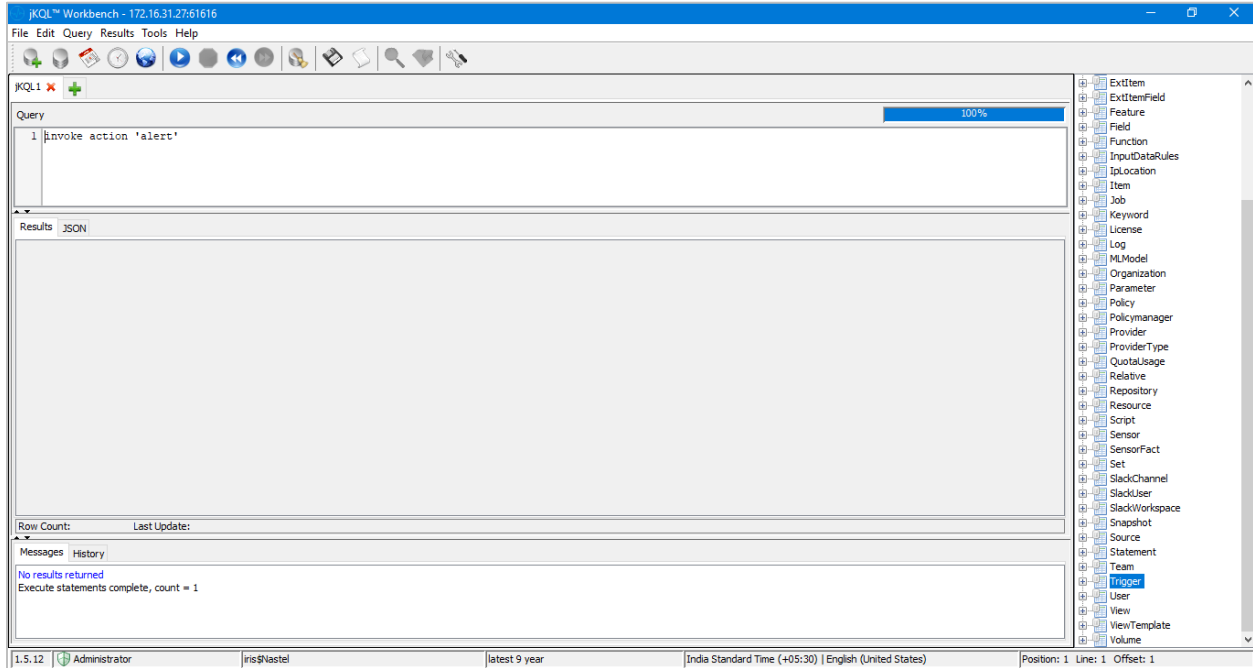 jKQL™ Workbench - 172.16.31.27:61616
File Edit Query Results Tools Help
jKQL1
Query
100%
1 invoke action 'alert'
Results JSON
Row Count: Last Update:
Messages History
No results returned
Execute statements complete, count = 1
ExtItem
ExtItemField
Feature
Field
Function
InputDataRules
IpLocation
Item
Job
Keyword
License
Log
MLModel
Organization
Parameter
Policy
Policymanager
Provider
ProviderType
QuotaUsage
Relative
Repository
Resource
Script
Sensor
SensorFact
Set
SlackChannel
SlackUser
SlackWorkspace
Snapshot
Source
Statement
Team
Trigger
User
View
ViewTemplate
Volume
1.5.12 Administrator iris$Nastel latest 9 year India Standard Time (+05:30) | English (United States) Position: 1 Line: 1 Offset: 1